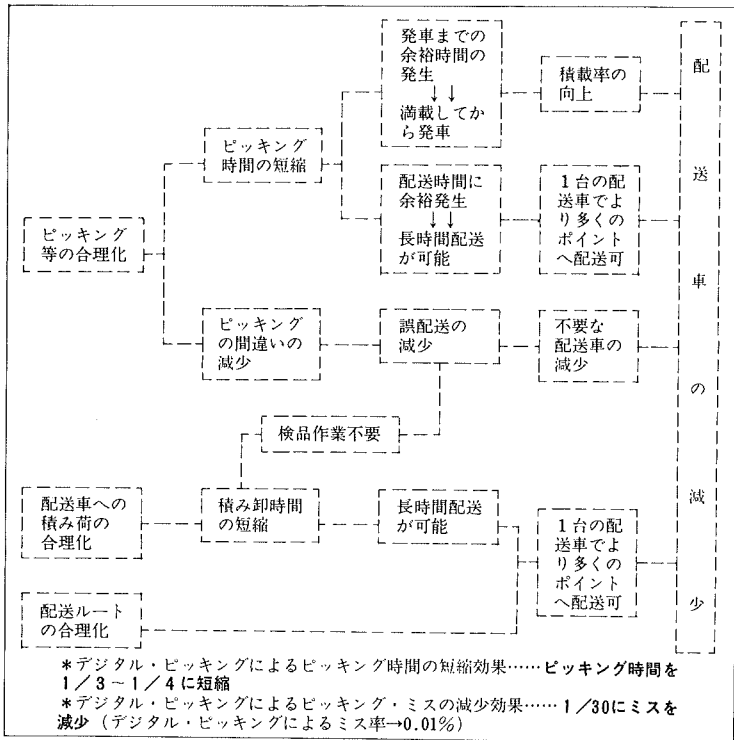 発車までの
余裕時間の
発生
↓↓
満載してか
ら発車
積載率の
向上
ピッキング
時間の短縮
配送時間に
余裕発生
↓↓
長時間配送
が可能
1台の配
送車でよ
り多くの
ポイント
へ配送可
ピッキング
等の合理化
ピッキング
の間違いの
減少
誤配送の
減少
不要な
配送車の
減少
検品作業不要
配送車への
積み荷の
合理化
積み卸時間
の短縮
長時間配送
が可能
1台の配
送車でよ
り多くの
ポイント
へ配送可
配送ルート
の合理化
配送車の減少
*デジタル・ピッキングによるピッキング時間の短縮効果……ピッキング時間を
1/3~1/4に短縮
*デジタル・ピッキングによるピッキング・ミスの減少効果……1/30にミスを
減少(デジタル・ピッキングによるミス率→0.01%)